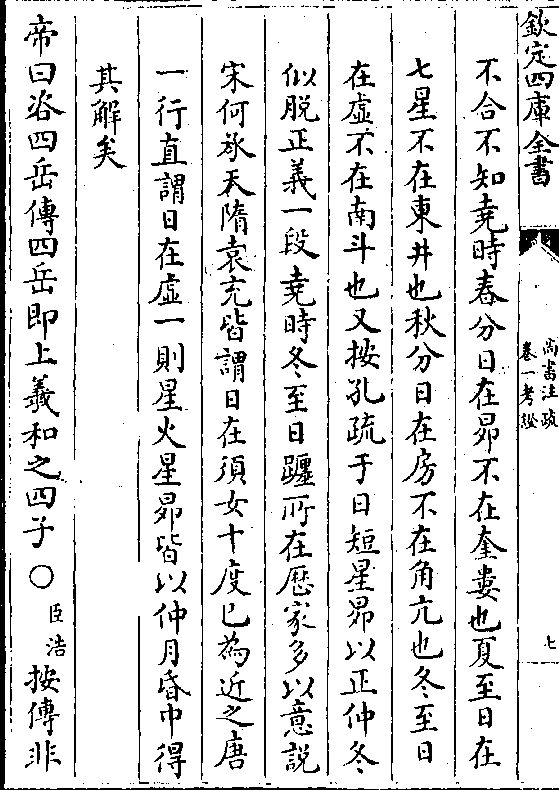 欽定四庫全書
尚書注疏
卷一考證
七
不合不知堯時春分日在昴不在奎婁也夏至日在
七星不在東井也秋分日在房不在角亢也冬至日
在虛不在南斗也又按孔疏于日短星昴以正仲冬
似脫正義一段堯時冬至日躔所在歴家多以意說
宋何承天隋袁充皆謂日在須女十度已為近之唐
一行直謂日在虛一則星火星昴皆以仲月昏中得
其解矣
帝曰咨四岳傳四岳即上羲和之四子○臣浩按傳非